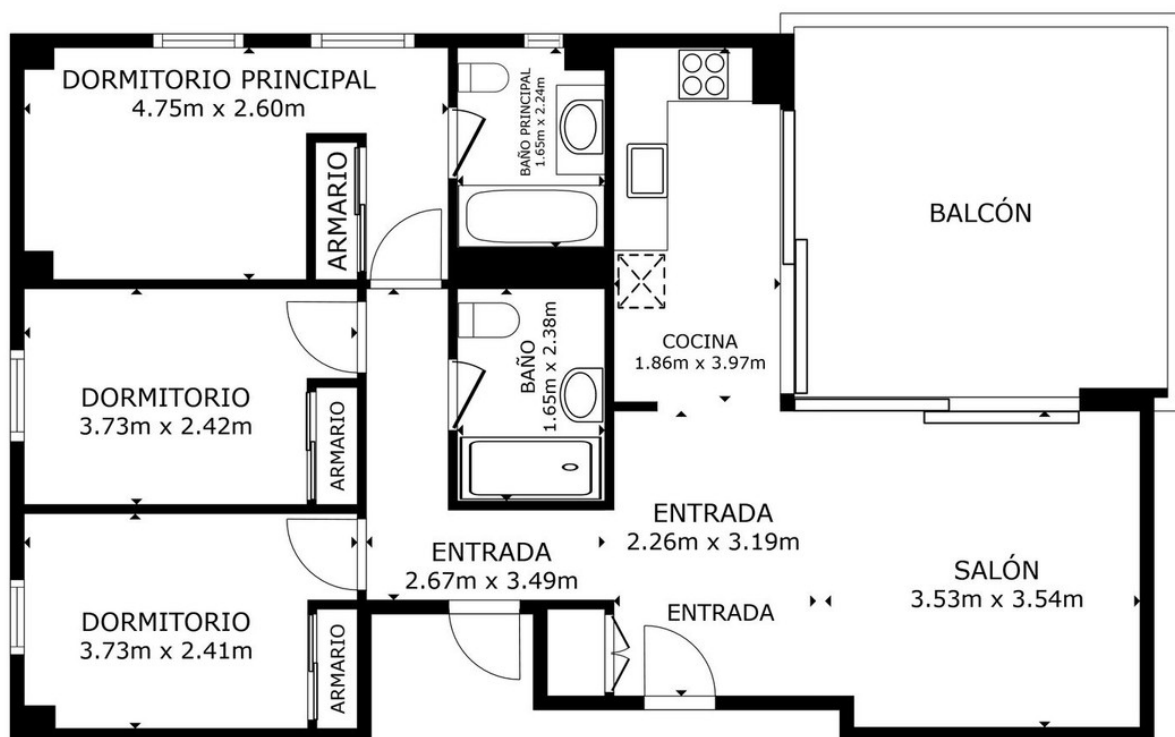 DORMITORIO PRINCIPAL
4.75m x 2.60m
ARMARIO
BAÑO PRINCIPAL
1.65m x 2.24m
BALCÓN
COCINA
1.86m x 3.97m
DORMITORIO
3.73m x 2.42m
ARMARIO
BAÑO
1.65m x 2.38m
ENTRADA
2.67m x 3.49m
ENTRADA
2.26m x 3.19m
ENTRADA
SALÓN
3.53m x 3.54m
DORMITORIO
3.73m x 2.41m
ARMARIO